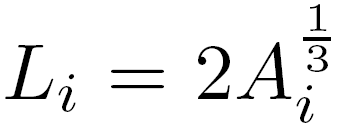 $L_i = 2A_i^{\frac{1}{3}}$